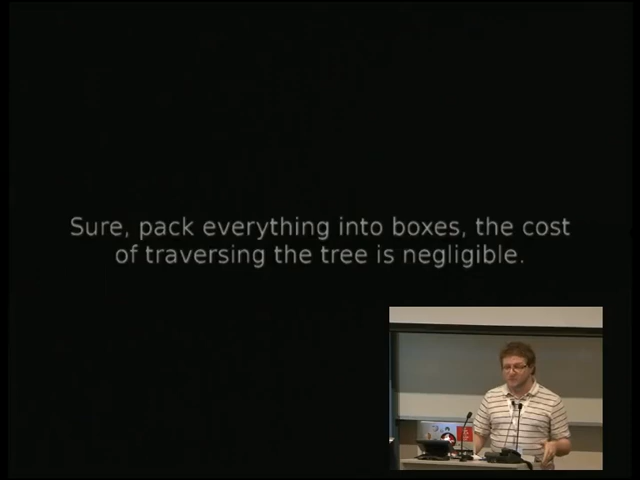 Sure, pack everything into boxes, the cost
of traversing the tree is negligible.